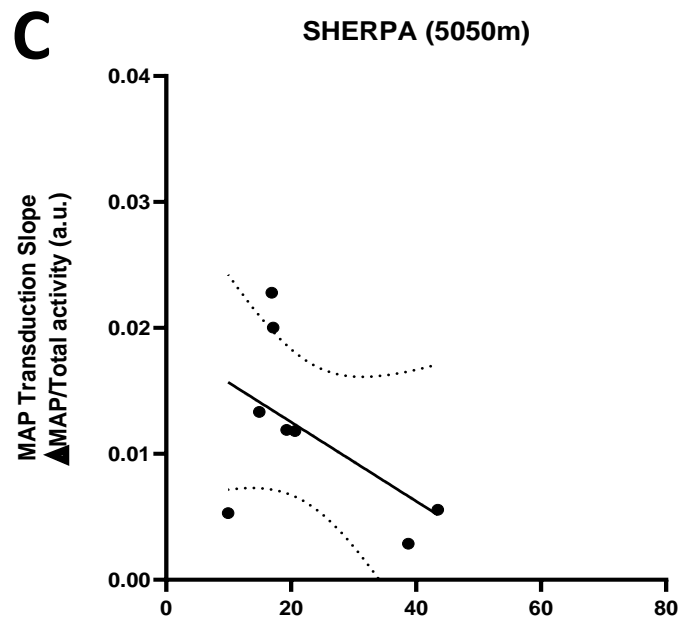 C
SHERPA (5050m)
MAP Transduction Slope
▲MAP/Total activity (a.u.)
0.04
0.03
0.02
0.01
0.00
0 20 40 60 80